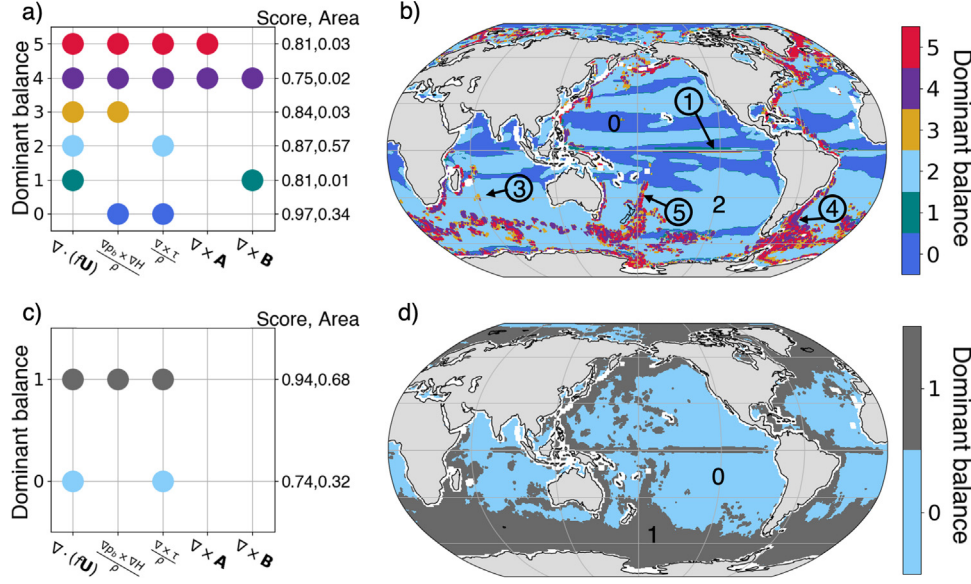 a)
Score, Area
Dominant balance
5
0.81,0.03
4
0.75,0.02
3
0.84,0.03
2
0.87,0.57
1
0.81,0.01
0
0.97,0.34
∇ · (fU)
∇p_b × ∇H / ρ
∇ × τ / ρ
∇ × A
∇ × B
b)
1
0
3
5
2
4
5
4
3
2
1
0
Dominant balance
c)
Score, Area
Dominant balance
1
0.94,0.68
0
0.74,0.32
∇ · (fU)
∇p_b × ∇H / ρ
∇ × τ / ρ
∇ × A
∇ × B
d)
0
1
1
0
Dominant balance